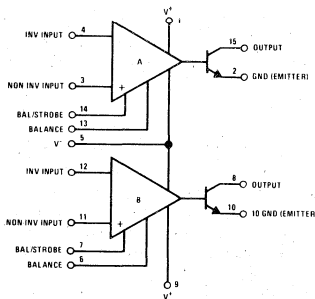 V+
1
4
INV INPUT
15
OUTPUT
A
3
NON INV INPUT
2
GND (EMITTER)
+
14
BAL/STROBE
13
BALANCE
5
V-
12
INV INPUT
8
OUTPUT
B
11
NON-INV INPUT
10
10 GND (EMITTER
+
7
BAL/STROBE
6
BALANCE
9
V+